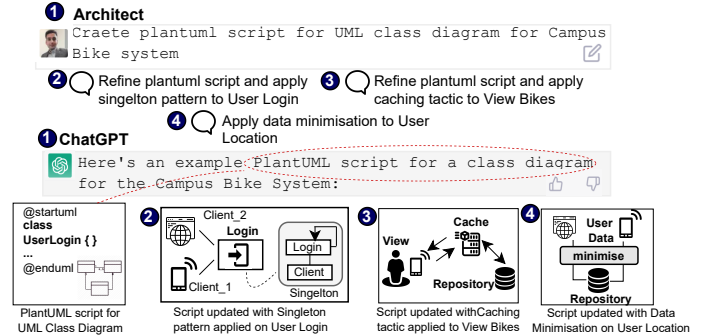 1 Architect
Craete plantuml script for UML class diagram for Campus
Bike system
2 Refine plantuml script and apply
singelton pattern to User Login
3 Refine plantuml script and apply
caching tactic to View Bikes
4 Apply data minimisation to User
Location
1 ChatGPT
Here's an example PlantUML script for a class diagram
for the Campus Bike System:
@startuml
class
UserLogin { }
...
@enduml
PlantUML script for
UML Class Diagram
2
Client_2
Login
Client_1
Login
Client
Singelton
Script updated with Singleton
pattern applied on User Login
3
Cache
View
Repository
Script updated withCaching
tactic applied to View Bikes
4
User
Data
minimise
Repository
Script updated with Data
Minimisation on User Location